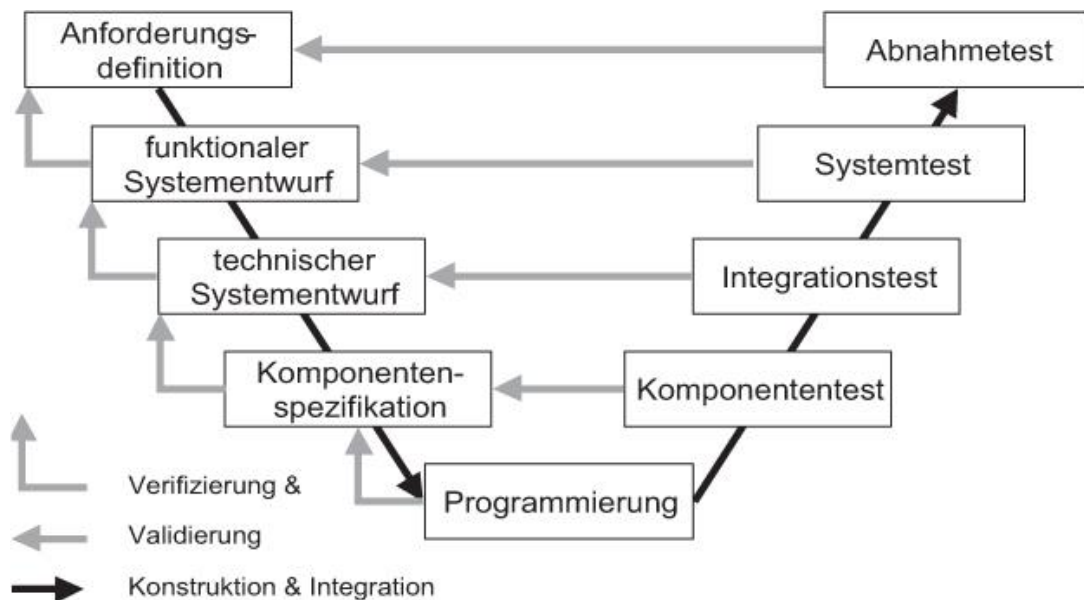 Anforderungs-
definition
Abnahmetest
funktionaler
Systementwurf
Systemtest
technischer
Systementwurf
Integrationstest
Komponenten-
spezifikation
Komponententest
Programmierung
Verifizierung &
Validierung
Konstruktion & Integration